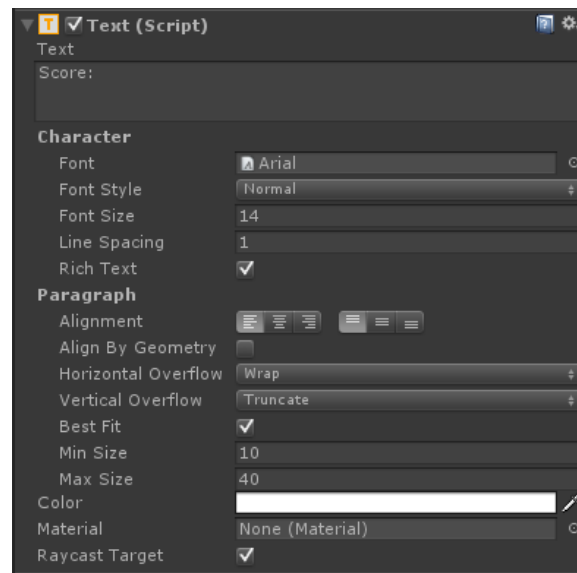 Text (Script)
Text
Score:
Character
Font Arial
Font Style Normal
Font Size 14
Line Spacing 1
Rich Text
Paragraph
Alignment
Align By Geometry
Horizontal Overflow Wrap
Vertical Overflow Truncate
Best Fit
Min Size 10
Max Size 40
Color
Material None (Material)
Raycast Target